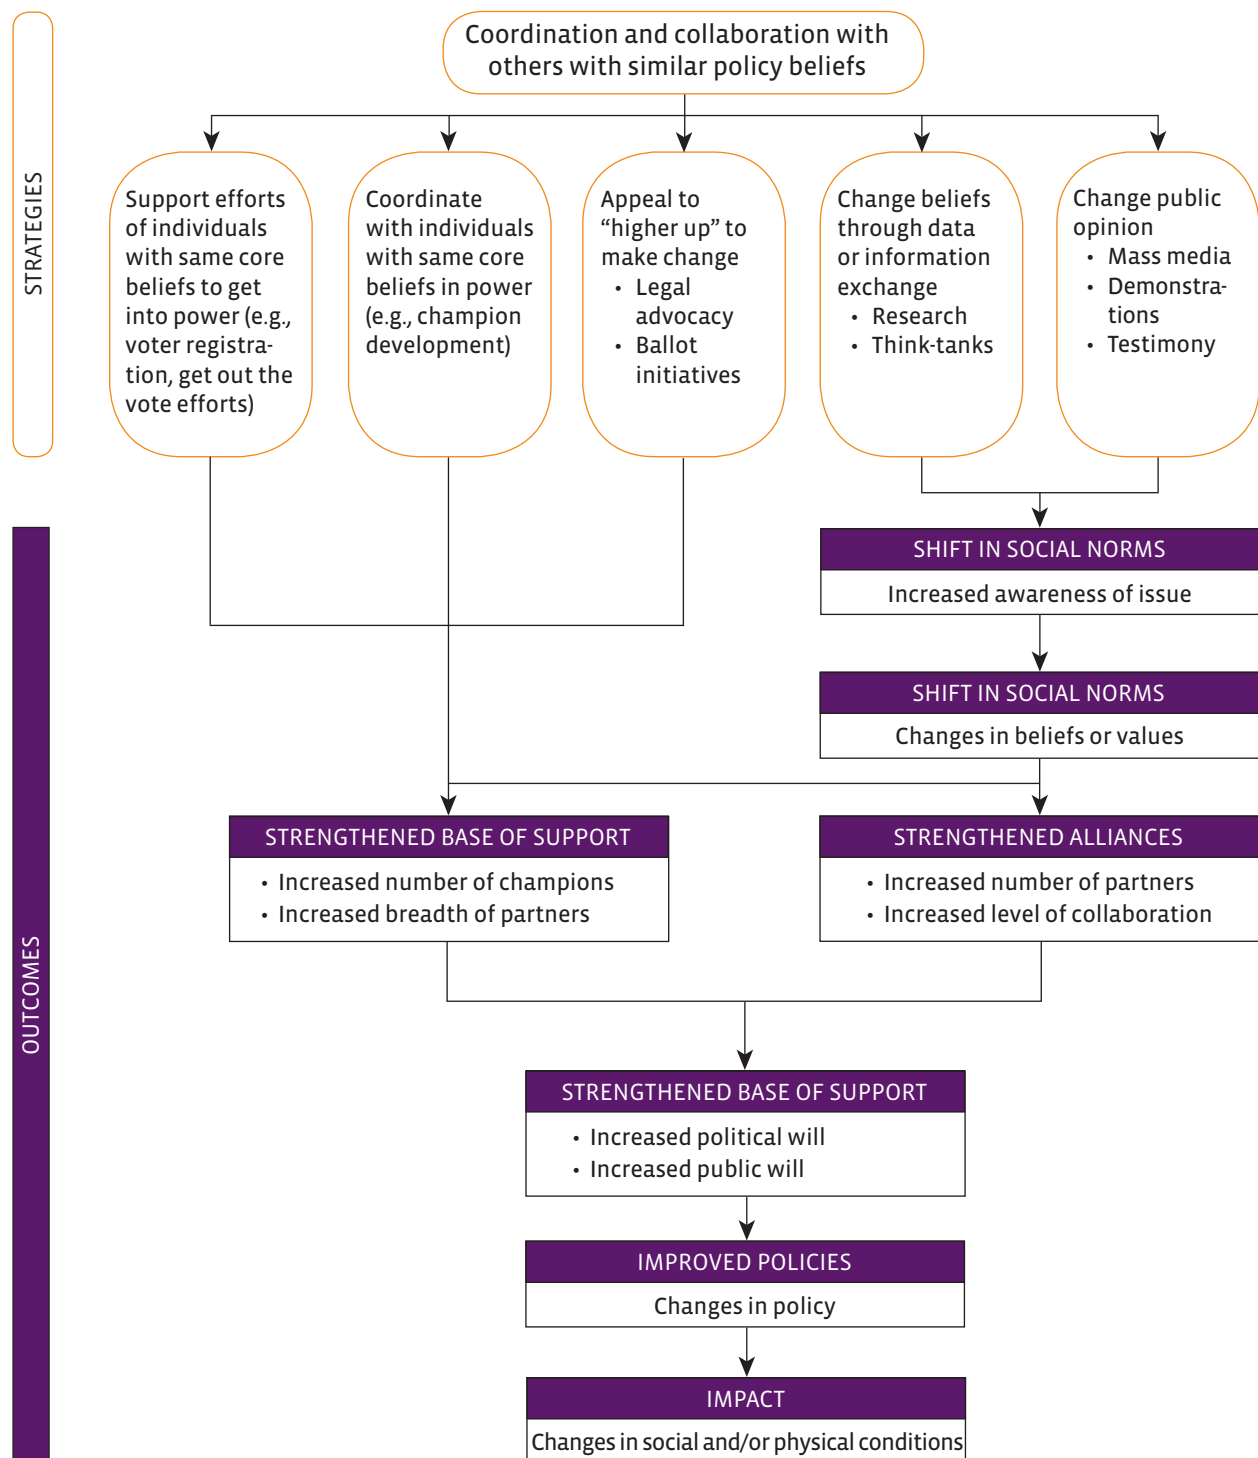 Coordination and collaboration with
others with similar policy beliefs
STRATEGIES
Support efforts
of individuals
with same core
beliefs to get
into power (e.g.,
voter registra-
tion, get out the
vote efforts)
Coordinate
with individuals
with same core
beliefs in power
(e.g., champion
development)
Appeal to
“higher up” to
make change
• Legal
advocacy
• Ballot
initiatives
Change beliefs
through data
or information
exchange
• Research
• Think-tanks
Change public
opinion
• Mass media
• Demonstra-
tions
• Testimony
OUTCOMES
SHIFT IN SOCIAL NORMS
Increased awareness of issue
SHIFT IN SOCIAL NORMS
Changes in beliefs or values
STRENGTHENED BASE OF SUPPORT
• Increased number of champions
• Increased breadth of partners
STRENGTHENED ALLIANCES
• Increased number of partners
• Increased level of collaboration
STRENGTHENED BASE OF SUPPORT
• Increased political will
• Increased public will
IMPROVED POLICIES
Changes in policy
IMPACT
Changes in social and/or physical conditions